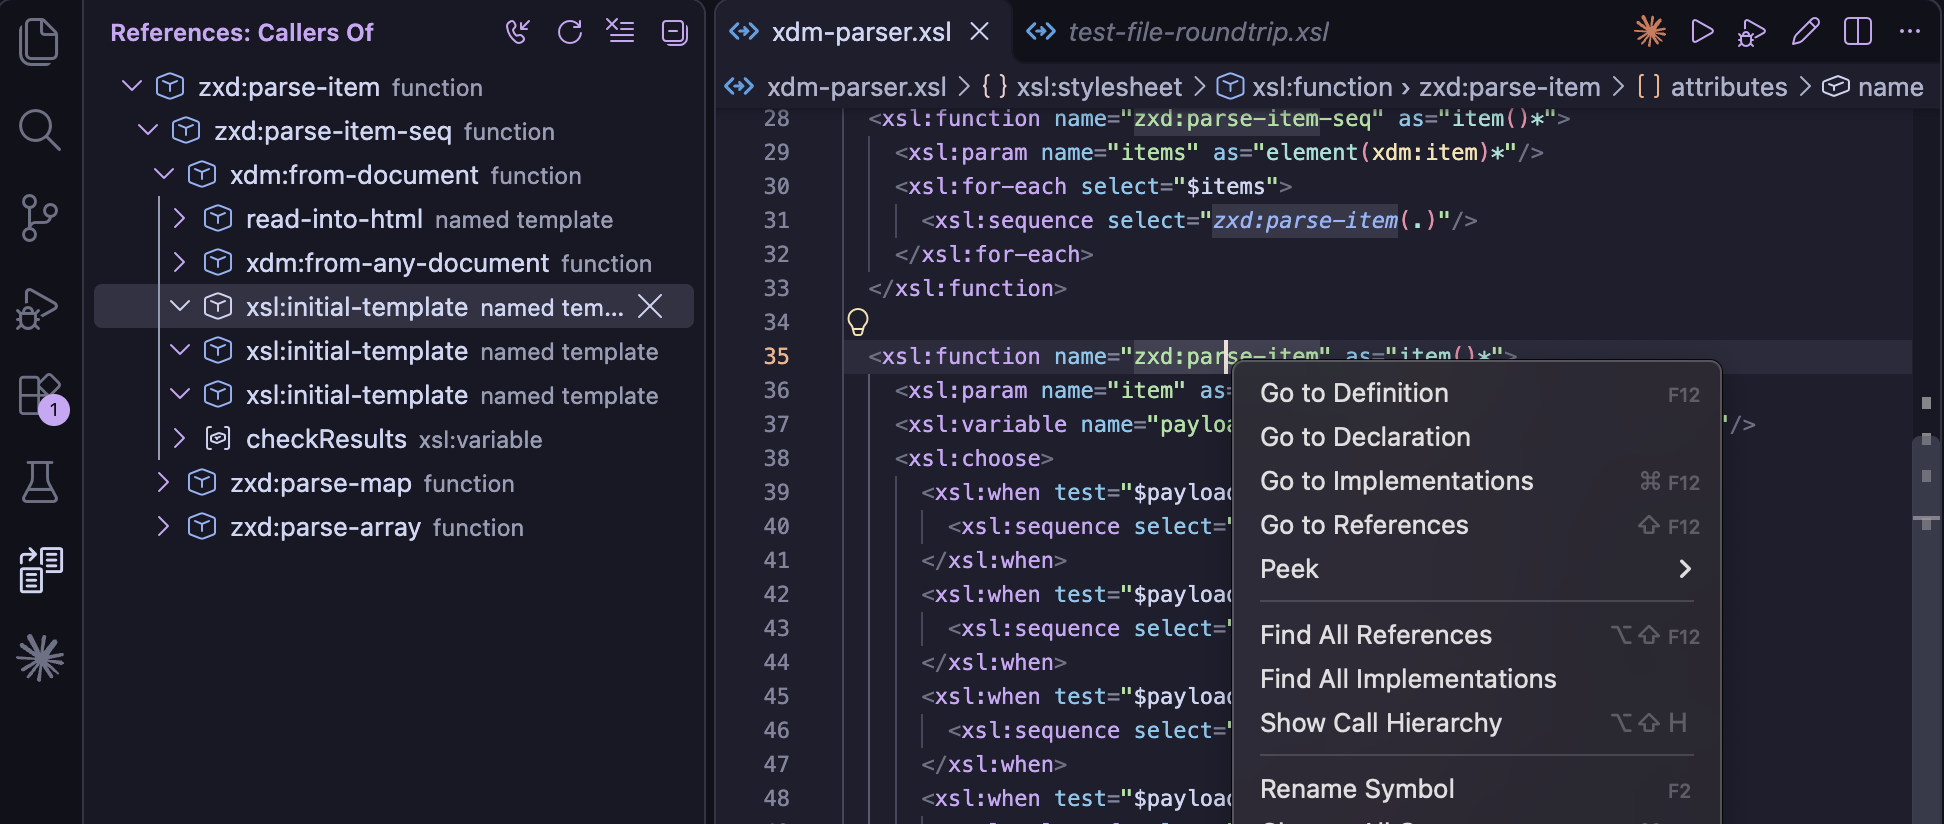 References: Callers Of
zxd:parse-item function
zxd:parse-item-seq function
xdm:from-document function
read-into-html named template
xdm:from-any-document function
xsl:initial-template named tem...
xsl:initial-template named template
xsl:initial-template named template
checkResults xsl:variable
zxd:parse-map function
zxd:parse-array function
1
xdm-parser.xsl
test-file-roundtrip.xsl
xdm-parser.xsl > { } xsl:stylesheet > xsl:function › zxd:parse-item > [ ] attributes > name
28 <xsl:function name="zxd:parse-item-seq" as="item()*">
29 <xsl:param name="items" as="element(xdm:item)*"/>
30 <xsl:for-each select="$items">
31 <xsl:sequence select="zxd:parse-item(.)"/>
32 </xsl:for-each>
33 </xsl:function>
34
35 <xsl:function name="zxd:parse-item" as="item()*">
36 <xsl:param name="item" as=
37 <xsl:variable name="payloa "/>
38 <xsl:choose>
39 <xsl:when test="$payload
40 <xsl:sequence select="
41 </xsl:when>
42 <xsl:when test="$payload
43 <xsl:sequence select="
44 </xsl:when>
45 <xsl:when test="$payload
46 <xsl:sequence select="
47 </xsl:when>
48 <xsl:when test="$payload
Go to Definition F12
Go to Declaration
Go to Implementations ⌘ F12
Go to References ⇧ F12
Peek
Find All References ⌥⇧ F12
Find All Implementations
Show Call Hierarchy ⌥⇧ H
Rename Symbol F2